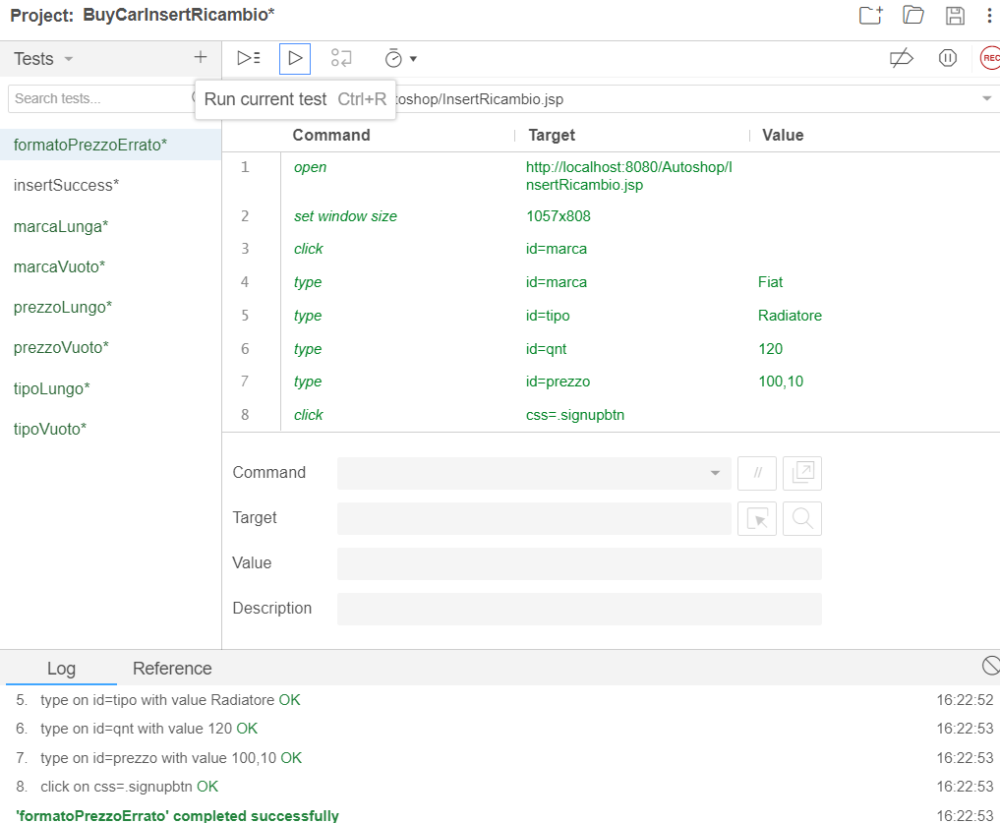 Project: BuyCarInsertRicambio*
Tests
Search tests...
Run current test Ctrl+R
toshop/InsertRicambio.jsp
REC
formatoPrezzoErrato*
insertSuccess*
marcaLunga*
marcaVuoto*
prezzoLungo*
prezzoVuoto*
tipoLungo*
tipoVuoto*
Command Target Value
1 open http://localhost:8080/Autoshop/I
nsertRicambio.jsp
2 set window size 1057x808
3 click id=marca
4 type id=marca Fiat
5 type id=tipo Radiatore
6 type id=qnt 120
7 type id=prezzo 100,10
8 click css=.signupbtn
Command //
Target
Value
Description
Log Reference
5. type on id=tipo with value Radiatore OK 16:22:52
6. type on id=qnt with value 120 OK 16:22:53
7. type on id=prezzo with value 100,10 OK 16:22:53
8. click on css=.signupbtn OK 16:22:53
'formatoPrezzoErrato' completed successfully 16:22:53